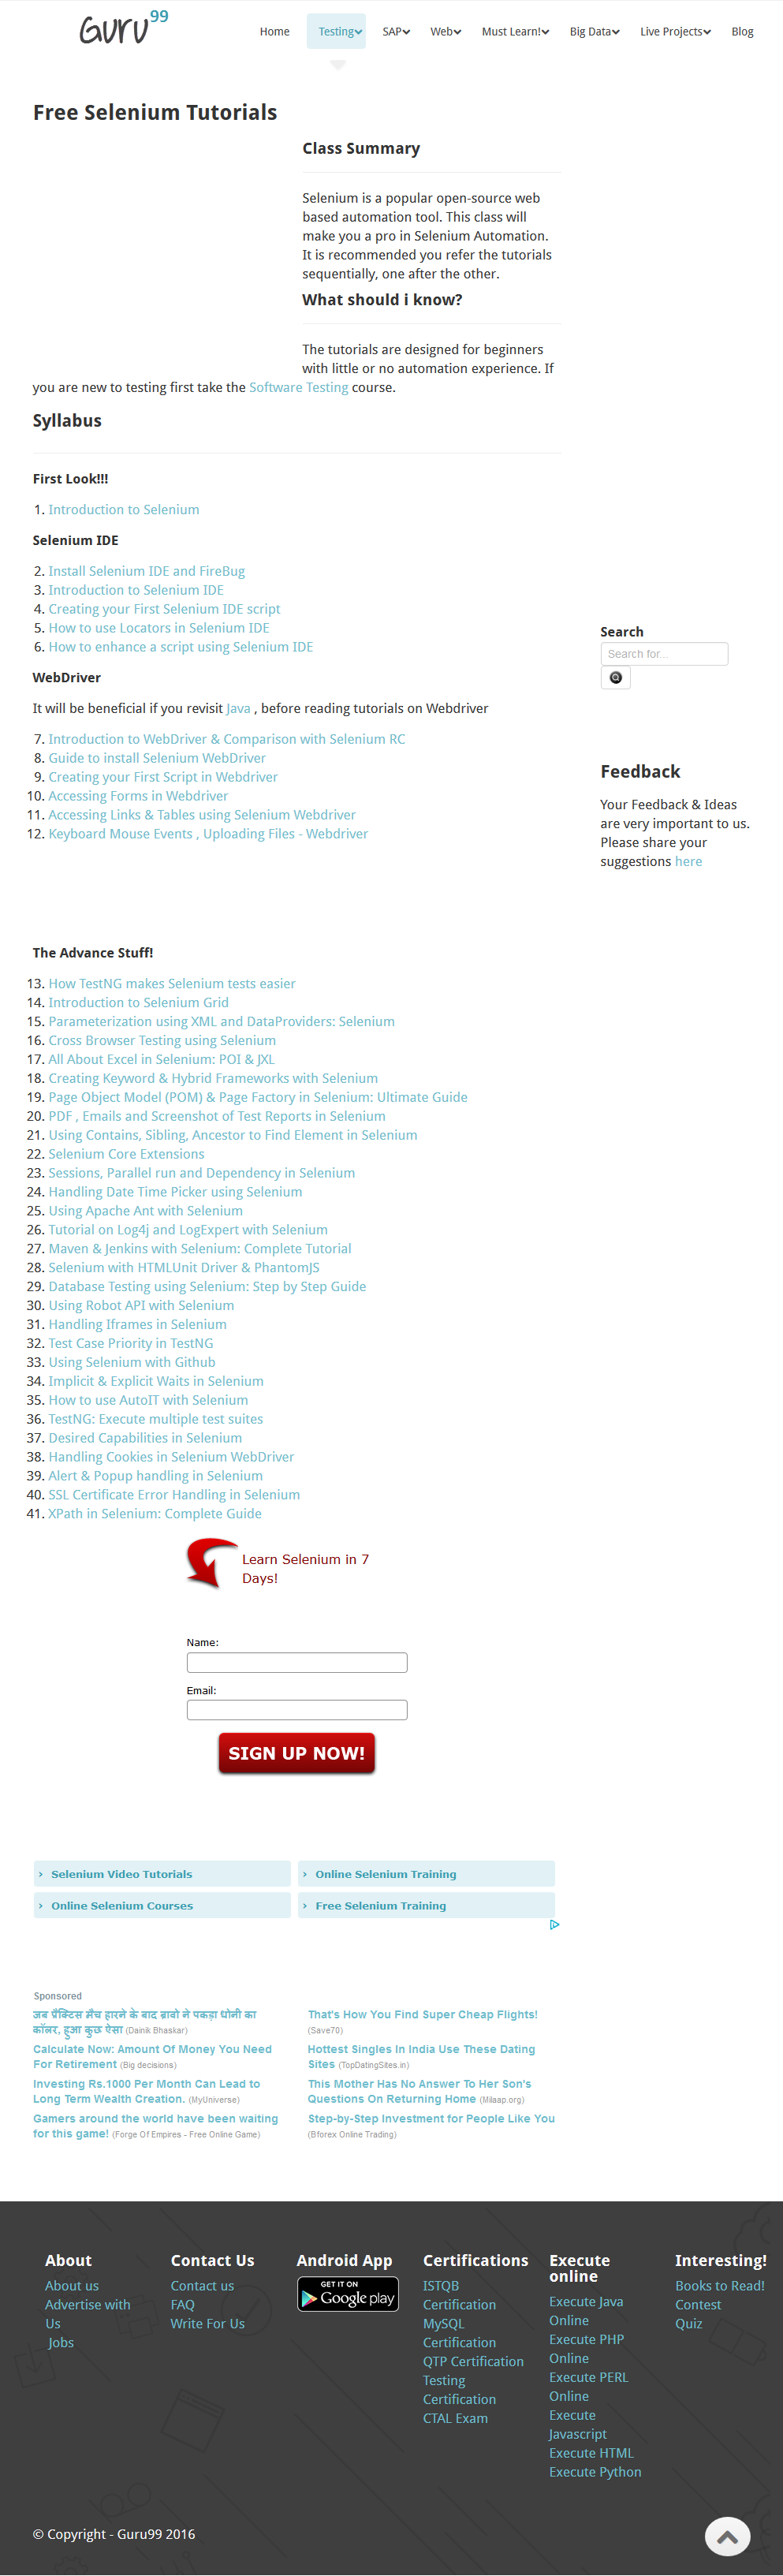 Guru99
Home Testing SAP Web Must Learn! Big Data Live Projects Blog
Free Selenium Tutorials
Class Summary
Selenium is a popular open-source web
based automation tool. This class will
make you a pro in Selenium Automation.
It is recommended you refer the tutorials
sequentially, one after the other.
What should i know?
The tutorials are designed for beginners
with little or no automation experience. If
you are new to testing first take the Software Testing course.
Syllabus
First Look!!!
1. Introduction to Selenium
Selenium IDE
2. Install Selenium IDE and FireBug
3. Introduction to Selenium IDE
4. Creating your First Selenium IDE script
5. How to use Locators in Selenium IDE
6. How to enhance a script using Selenium IDE
WebDriver
It will be beneficial if you revisit Java , before reading tutorials on Webdriver
7. Introduction to WebDriver & Comparison with Selenium RC
8. Guide to install Selenium WebDriver
9. Creating your First Script in Webdriver
10. Accessing Forms in Webdriver
11. Accessing Links & Tables using Selenium Webdriver
12. Keyboard Mouse Events , Uploading Files - Webdriver
Search
Search for...
Feedback
Your Feedback & Ideas
are very important to us.
Please share your
suggestions here
The Advance Stuff!
13. How TestNG makes Selenium tests easier
14. Introduction to Selenium Grid
15. Parameterization using XML and DataProviders: Selenium
16. Cross Browser Testing using Selenium
17. All About Excel in Selenium: POI & JXL
18. Creating Keyword & Hybrid Frameworks with Selenium
19. Page Object Model (POM) & Page Factory in Selenium: Ultimate Guide
20. PDF , Emails and Screenshot of Test Reports in Selenium
21. Using Contains, Sibling, Ancestor to Find Element in Selenium
22. Selenium Core Extensions
23. Sessions, Parallel run and Dependency in Selenium
24. Handling Date Time Picker using Selenium
25. Using Apache Ant with Selenium
26. Tutorial on Log4j and LogExpert with Selenium
27. Maven & Jenkins with Selenium: Complete Tutorial
28. Selenium with HTMLUnit Driver & PhantomJS
29. Database Testing using Selenium: Step by Step Guide
30. Using Robot API with Selenium
31. Handling Iframes in Selenium
32. Test Case Priority in TestNG
33. Using Selenium with Github
34. Implicit & Explicit Waits in Selenium
35. How to use AutoIT with Selenium
36. TestNG: Execute multiple test suites
37. Desired Capabilities in Selenium
38. Handling Cookies in Selenium WebDriver
39. Alert & Popup handling in Selenium
40. SSL Certificate Error Handling in Selenium
41. XPath in Selenium: Complete Guide
Learn Selenium in 7
Days!
Name:
Email:
SIGN UP NOW!
› Selenium Video Tutorials
› Online Selenium Training
› Online Selenium Courses
› Free Selenium Training
Sponsored
जब प्रैक्टिस मैच हारने के बाद ब्रावो ने पकड़ा धोनी का
कॉलर, हुआ कुछ ऐसा (Dainik Bhaskar)
Calculate Now: Amount Of Money You Need
For Retirement (Big decisions)
Investing Rs.1000 Per Month Can Lead to
Long Term Wealth Creation. (MyUniverse)
Gamers around the world have been waiting
for this game! (Forge Of Empires - Free Online Game)
That's How You Find Super Cheap Flights!
(Save70)
Hottest Singles In India Use These Dating
Sites (TopDatingSites.in)
This Mother Has No Answer To Her Son's
Questions On Returning Home (Milaap.org)
Step-by-Step Investment for People Like You
(Bforex Online Trading)
About
About us
Advertise with
Us
Jobs
Contact Us
Contact us
FAQ
Write For Us
Android App
GET IT ON
Google play
Certifications
ISTQB
Certification
MySQL
Certification
QTP Certification
Testing
Certification
CTAL Exam
Execute
online
Execute Java
Online
Execute PHP
Online
Execute PERL
Online
Execute
Javascript
Execute HTML
Execute Python
Interesting!
Books to Read!
Contest
Quiz
© Copyright - Guru99 2016